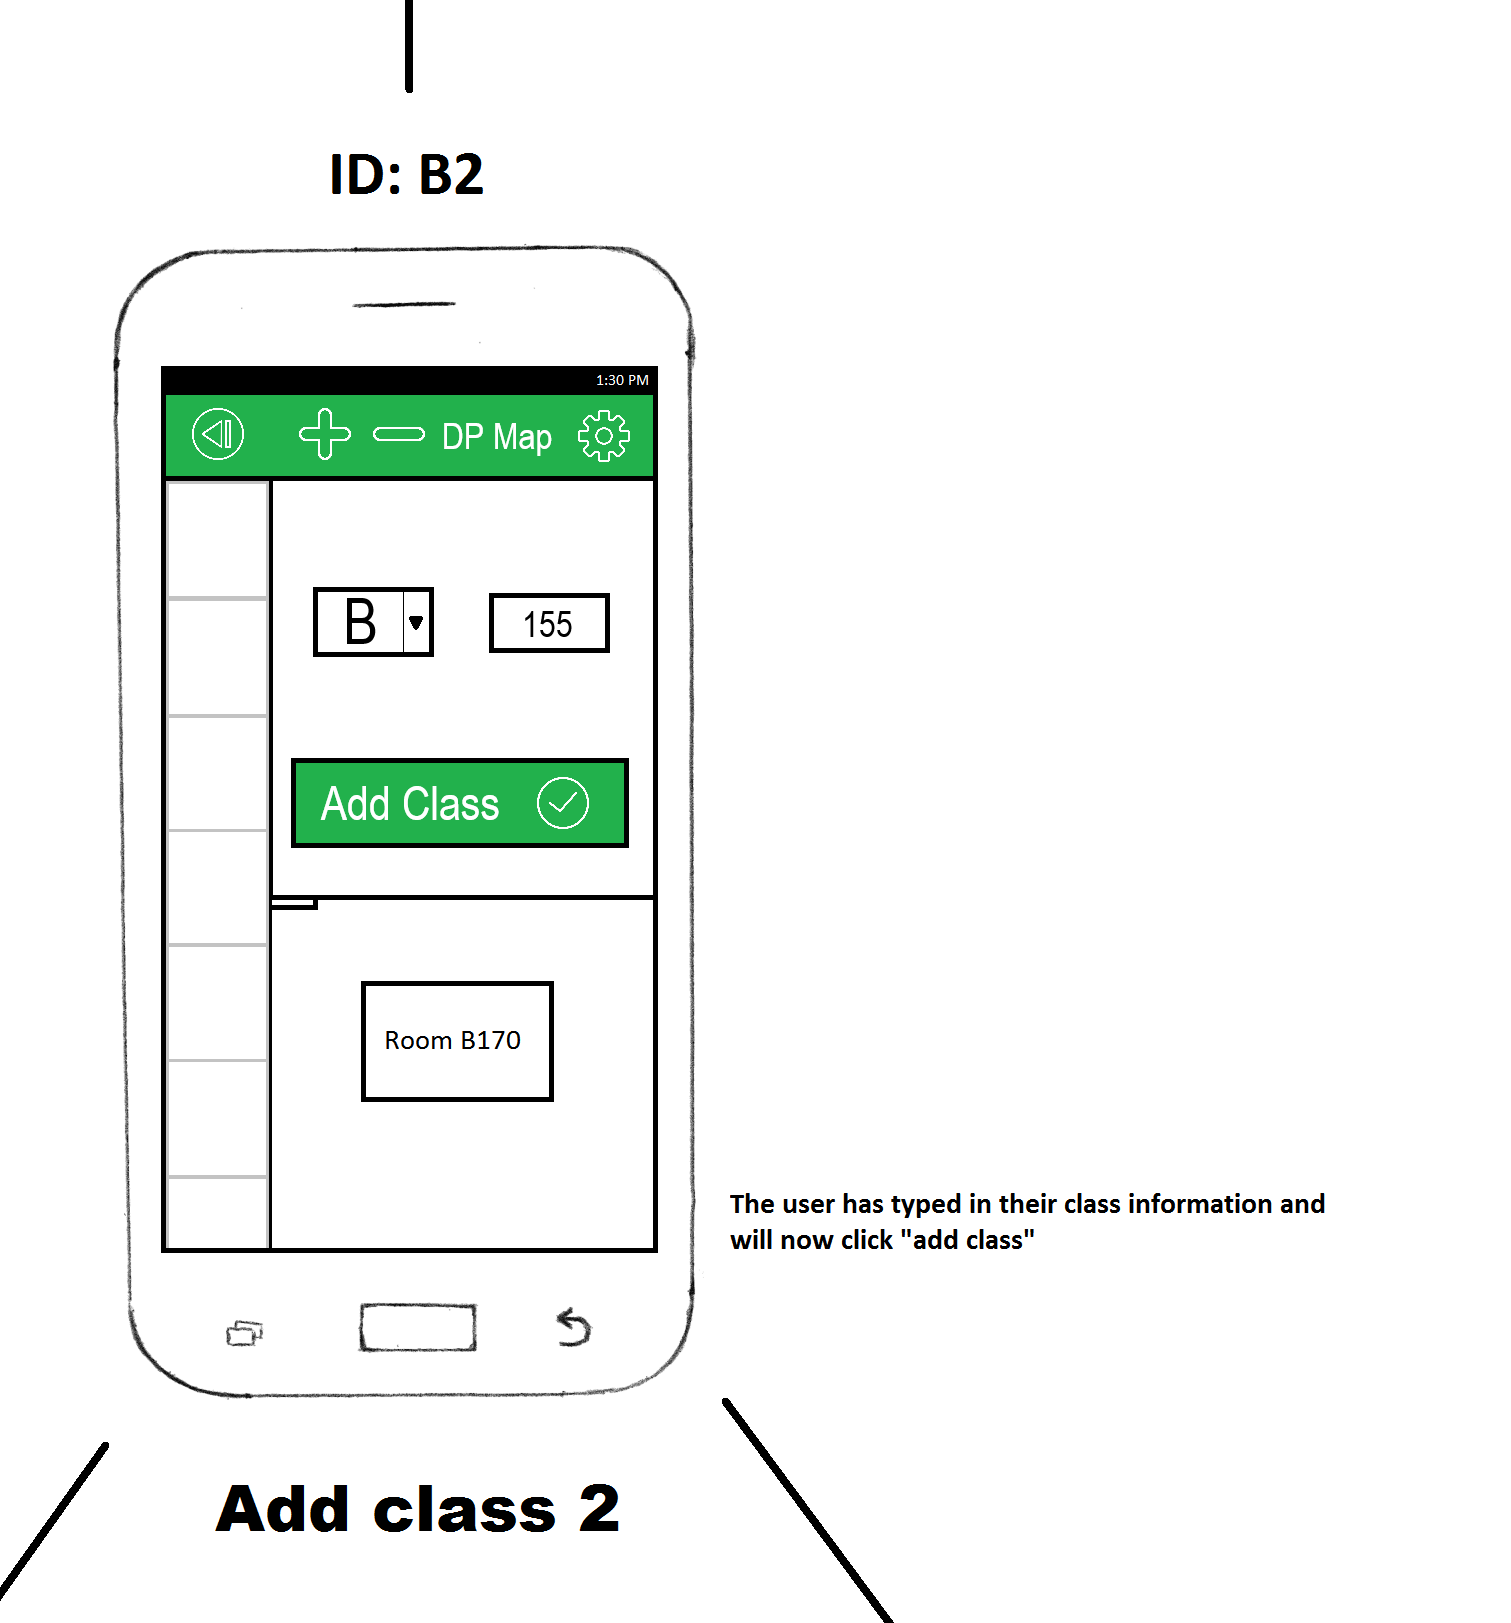 ID: B2
1:30 PM
DP Map
B
155
Add Class
Room B170
The user has typed in their class information and
will now click "add class"
Add class 2